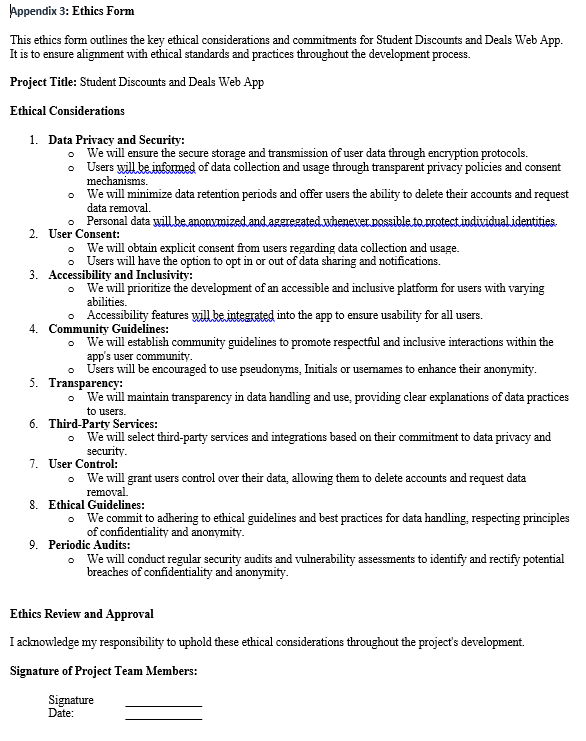 Appendix 3: Ethics Form
This ethics form outlines the key ethical considerations and commitments for Student Discounts and Deals Web App.
It is to ensure alignment with ethical standards and practices throughout the development process.
Project Title: Student Discounts and Deals Web App
Ethical Considerations
1. Data Privacy and Security:
o We will ensure the secure storage and transmission of user data through encryption protocols.
o Users will be informed of data collection and usage through transparent privacy policies and consent
mechanisms.
o We will minimize data retention periods and offer users the ability to delete their accounts and request
data removal.
o Personal data will be anonymized and aggregated whenever possible to protect individual identities.
2. User Consent:
o We will obtain explicit consent from users regarding data collection and usage.
o Users will have the option to opt in or out of data sharing and notifications.
3. Accessibility and Inclusivity:
o We will prioritize the development of an accessible and inclusive platform for users with varying
abilities.
o Accessibility features will be integrated into the app to ensure usability for all users.
4. Community Guidelines:
o We will establish community guidelines to promote respectful and inclusive interactions within the
app's user community.
o Users will be encouraged to use pseudonyms, Initials or usernames to enhance their anonymity.
5. Transparency:
o We will maintain transparency in data handling and use, providing clear explanations of data practices
to users.
6. Third-Party Services:
o We will select third-party services and integrations based on their commitment to data privacy and
security.
7. User Control:
o We will grant users control over their data, allowing them to delete accounts and request data
removal.
8. Ethical Guidelines:
o We commit to adhering to ethical guidelines and best practices for data handling, respecting principles
of confidentiality and anonymity.
9. Periodic Audits:
o We will conduct regular security audits and vulnerability assessments to identify and rectify potential
breaches of confidentiality and anonymity.
Ethics Review and Approval
I acknowledge my responsibility to uphold these ethical considerations throughout the project's development.
Signature of Project Team Members:
Signature
Date: